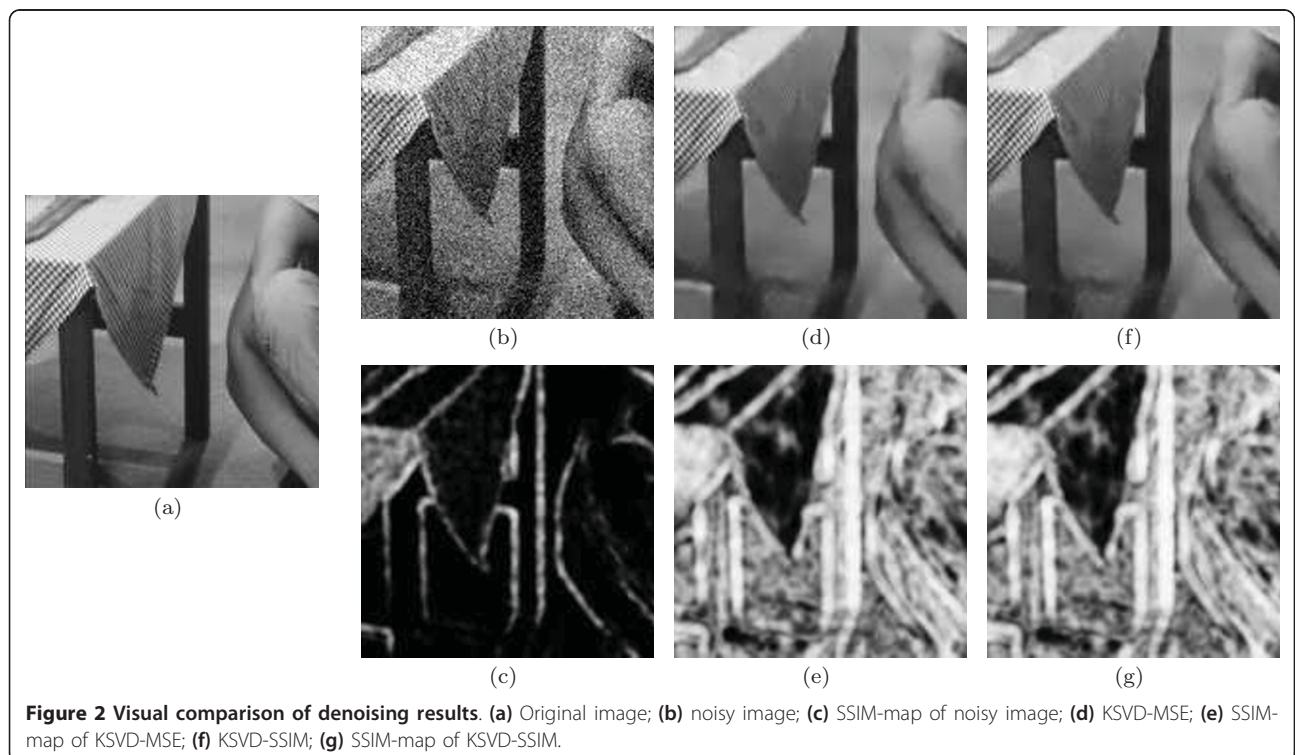 (a)
(b)
(d)
(f)
(c)
(e)
(g)
Figure 2 Visual comparison of denoising results. (a) Original image; (b) noisy image; (c) SSIM-map of noisy image; (d) KSVD-MSE; (e) SSIM-
map of KSVD-MSE; (f) KSVD-SSIM; (g) SSIM-map of KSVD-SSIM.